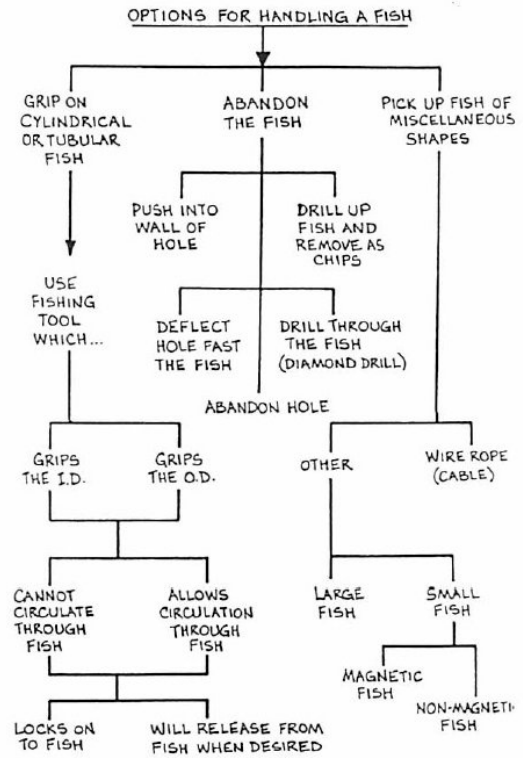 OPTIONS FOR HANDLING A FISH
GRIP ON
CYLINDRICAL
OR TUBULAR
FISH
ABANDON
THE FISH
PICK UP FISH OF
MISCELLANEOUS
SHAPES
PUSH INTO
WALL OF
HOLE
DRILL UP
FISH AND
REMOVE AS
CHIPS
USE
FISHING
TOOL
WHICH...
DEFLECT
HOLE FAST
THE FISH
DRILL THROUGH
THE FISH
(DIAMOND DRILL)
ABANDON HOLE
GRIPS
THE I.D.
GRIPS
THE O.D.
OTHER
WIRE ROPE
(CABLE)
CANNOT
CIRCULATE
THROUGH
FISH
ALLOWS
CIRCULATION
THROUGH
FISH
LARGE
FISH
SMALL
FISH
MAGNETIC
FISH
NON-MAGNETI
FISH
LOCKS ON
TO FISH
WILL RELEASE FROM
FISH WHEN DESIRED